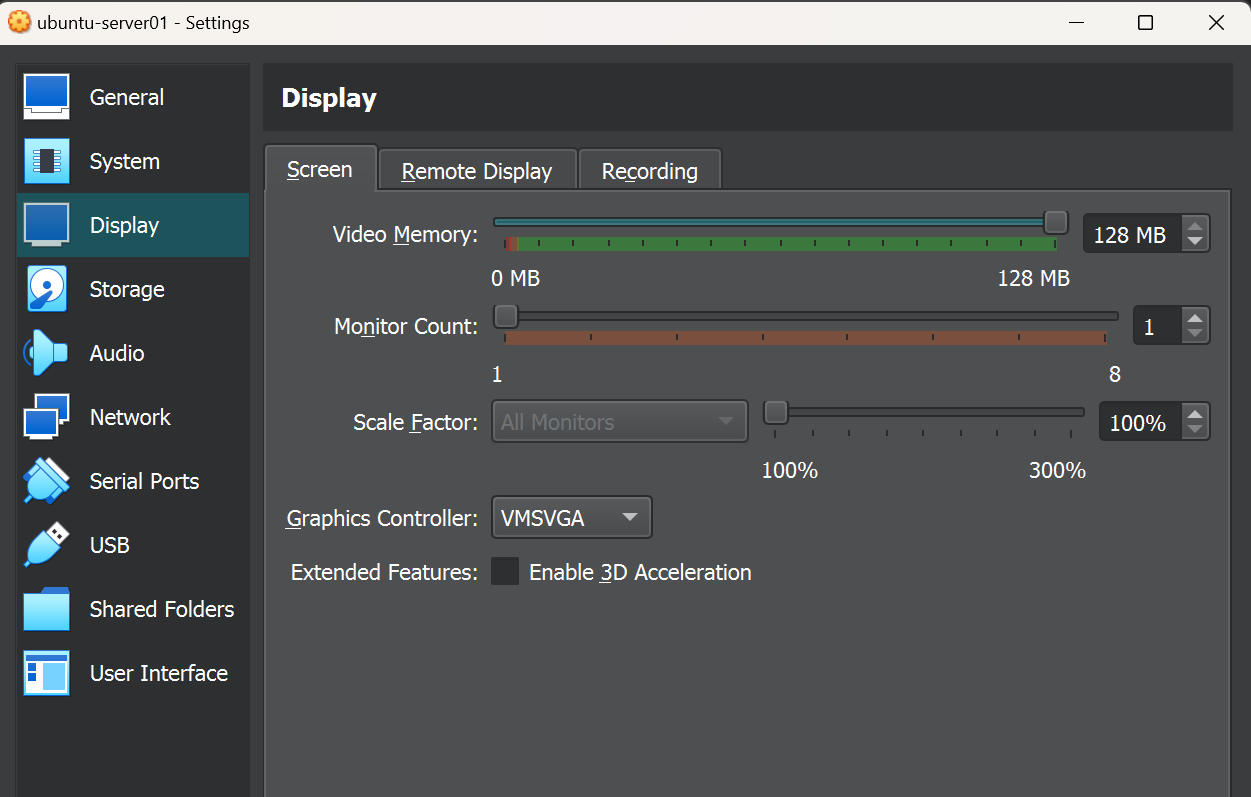 ubuntu-server01 - Settings
General
System
Display
Storage
Audio
Network
Serial Ports
USB
Shared Folders
User Interface
Display
Screen
Remote Display
Recording
Video Memory:
128 MB
0 MB
128 MB
Monitor Count:
1
1
8
Scale Factor:
All Monitors
100%
100%
300%
Graphics Controller:
VMSVGA
Extended Features:
Enable 3D Acceleration